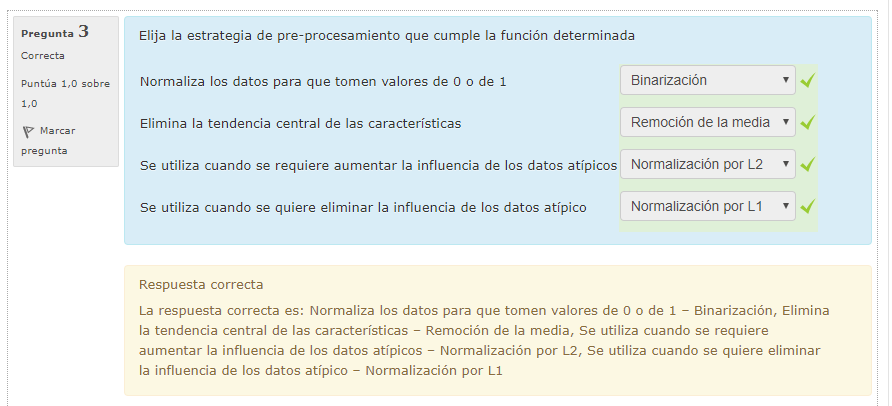 Pregunta 3
Correcta
Puntúa 1,0 sobre
1,0
Marcar
pregunta
Elija la estrategia de pre-procesamiento que cumple la función determinada
Normaliza los datos para que tomen valores de 0 o de 1
Binarización
Elimina la tendencia central de las características
Remoción de la media
Se utiliza cuando se requiere aumentar la influencia de los datos atípicos
Normalización por L2
Se utiliza cuando se quiere eliminar la influencia de los datos atípico
Normalización por L1
Respuesta correcta
La respuesta correcta es: Normaliza los datos para que tomen valores de 0 o de 1 – Binarización, Elimina
la tendencia central de las características – Remoción de la media, Se utiliza cuando se requiere
aumentar la influencia de los datos atípicos – Normalización por L2, Se utiliza cuando se quiere eliminar
la influencia de los datos atípico – Normalización por L1